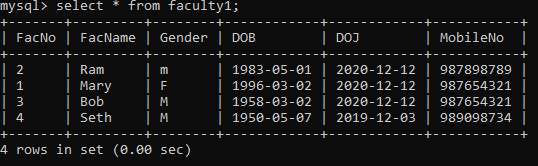 mysql> select * from faculty1;
+-------+---------+--------+------------+------------+-----------+
| FacNo | FacName | Gender | DOB | DOJ | MobileNo |
+-------+---------+--------+------------+------------+-----------+
| 2 | Ram | m | 1983-05-01 | 2020-12-12 | 987898789 |
| 1 | Mary | F | 1996-03-02 | 2020-12-12 | 987654321 |
| 3 | Bob | M | 1958-03-02 | 2020-12-12 | 987654321 |
| 4 | Seth | M | 1950-05-07 | 2019-12-03 | 989098734 |
+-------+---------+--------+------------+------------+-----------+
4 rows in set (0.00 sec)